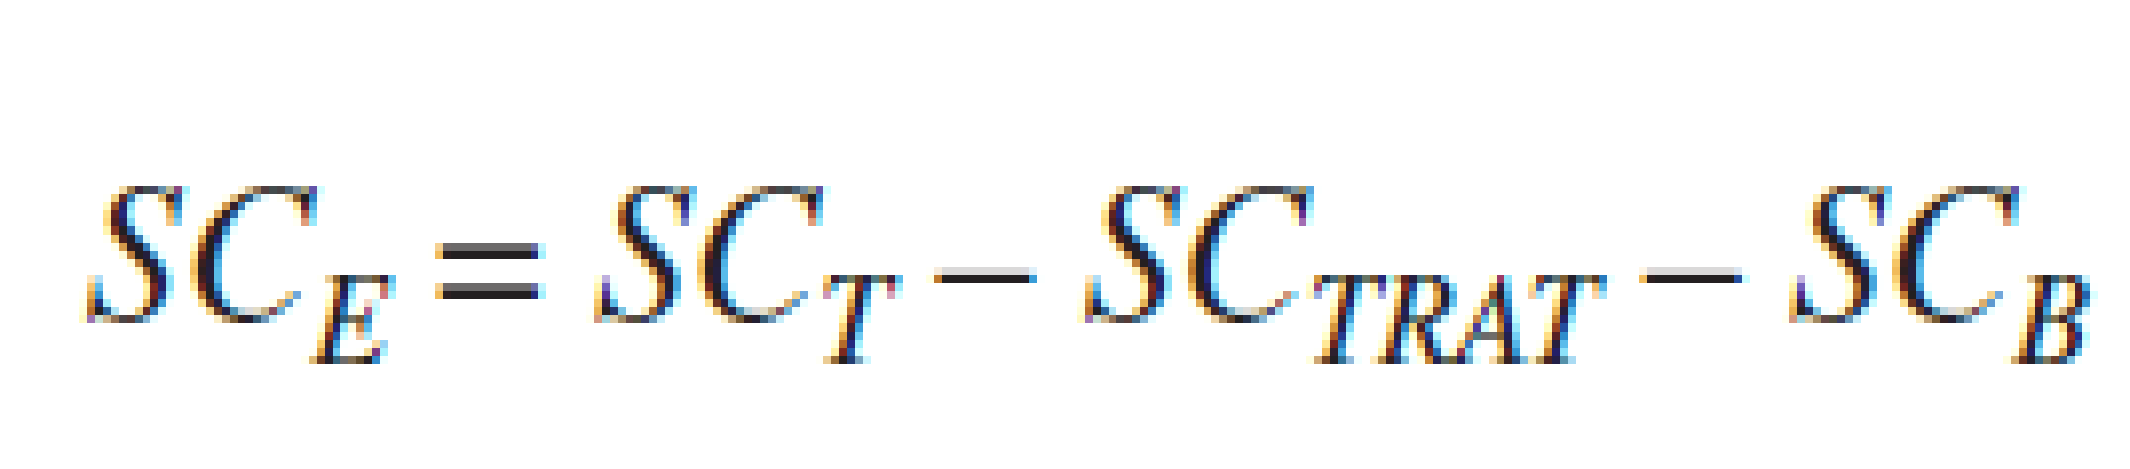 SC_E = SC_T − SC_TRAT − SC_B